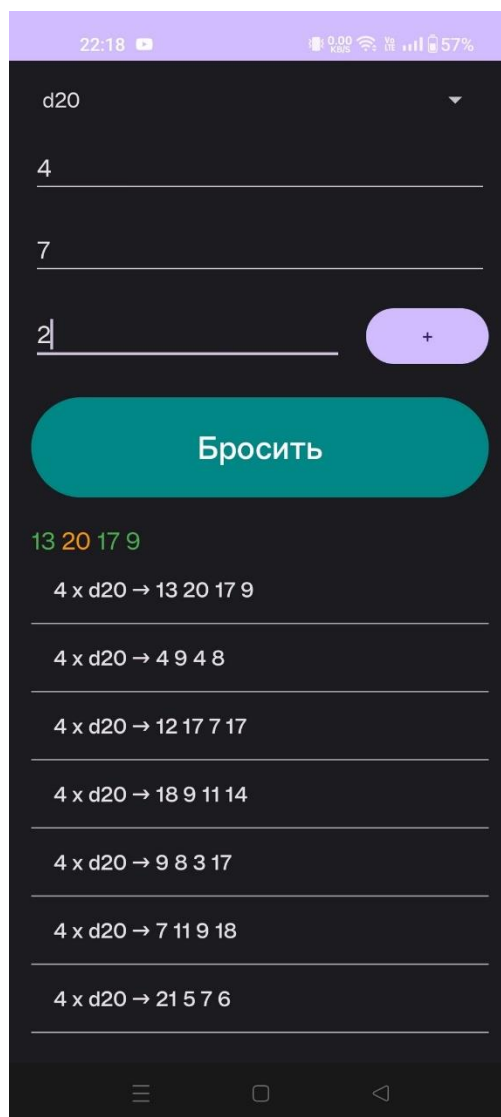 22:18 0.00 KB/S Vo LTE 57%
d20
4
7
2 +
Бросить
13 20 17 9
4 x d20 → 13 20 17 9
4 x d20 → 4 9 4 8
4 x d20 → 12 17 7 17
4 x d20 → 18 9 11 14
4 x d20 → 9 8 3 17
4 x d20 → 7 11 9 18
4 x d20 → 21 5 7 6